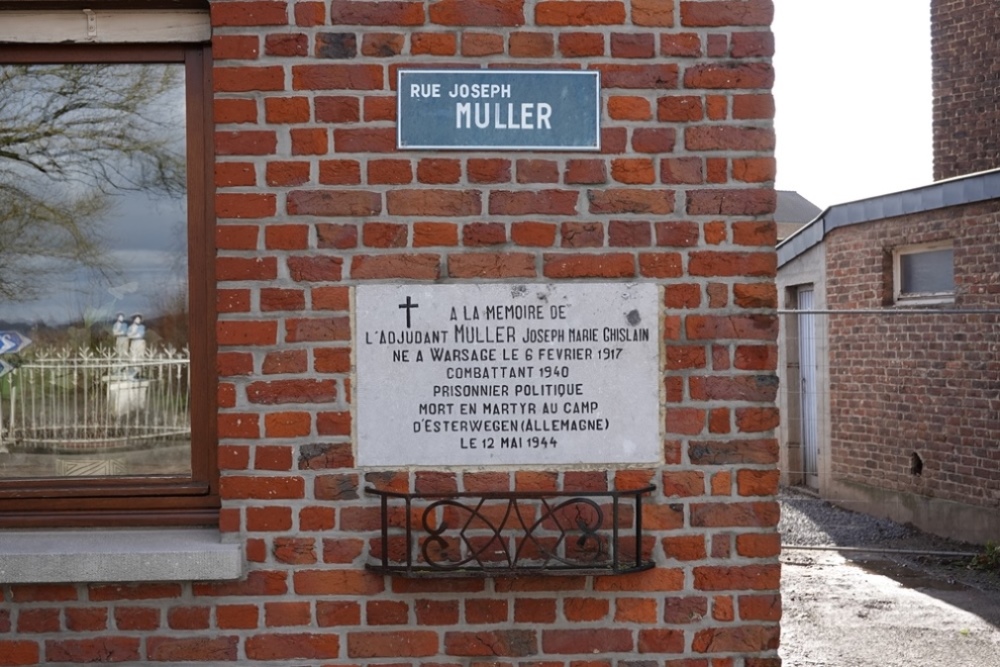 RUE JOSEPH
MULLER
A LA MEMOIRE DE
L'ADJUDANT MULLER JOSEPH MARIE GHISLAIN
NE A WARSAGE LE 6 FEVRIER 1917
COMBATTANT 1940
PRISONNIER POLITIQUE
MORT EN MARTYR AU CAMP
D'ESTERWEGEN (ALLEMAGNE)
LE 12 MAI 1944